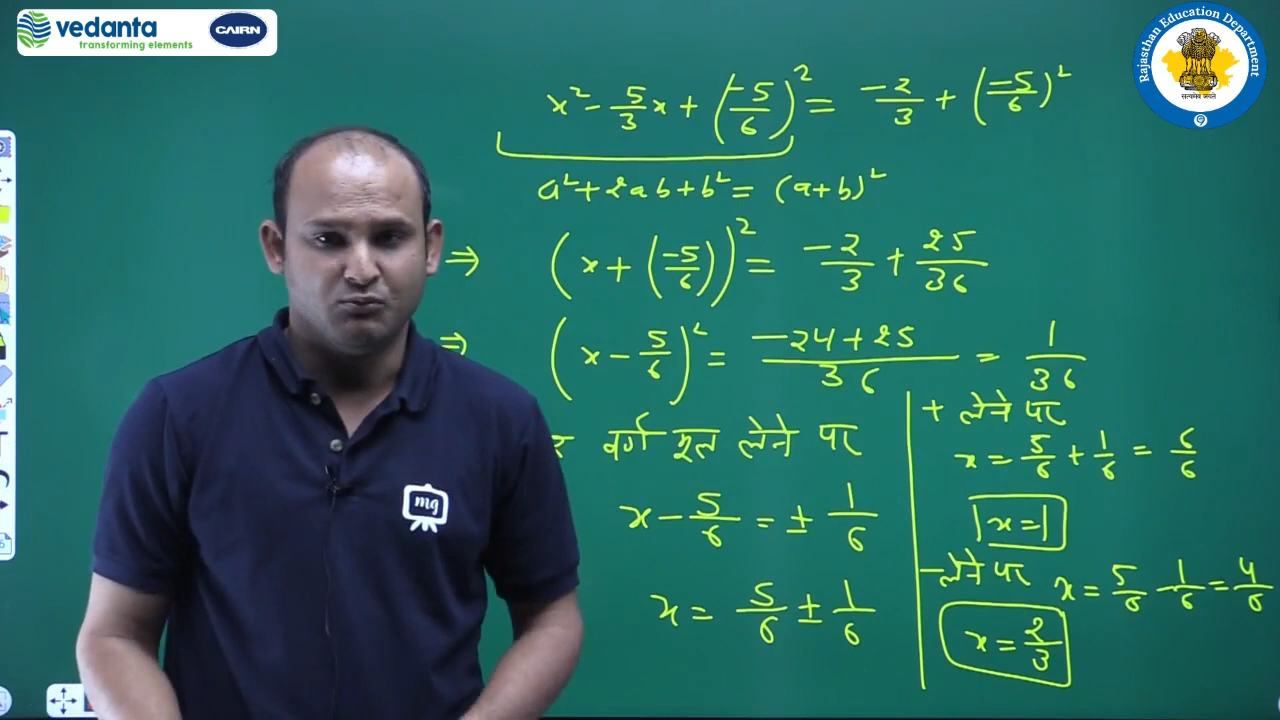 vedanta
transforming elements
CAIRN
Rajasthan Education Department
सत्यमेव जयते
x² - 5/3 x + (-5/6)² = -2/3 + (-5/6)²
a² + 2ab + b² = (a+b)²
⇒ (x + (-5/6))² = -2/3 + 25/36
⇒ (x - 5/6)² = (-24+25)/36 = 1/36
वर्ग मूल लेने पर
x - 5/6 = ± 1/6
x = 5/6 ± 1/6
+ लेने पर
x = 5/6 + 1/6 = 6/6
x = 1
- लेने पर x = 5/6 - 1/6 = 4/6
x = 2/3
mg